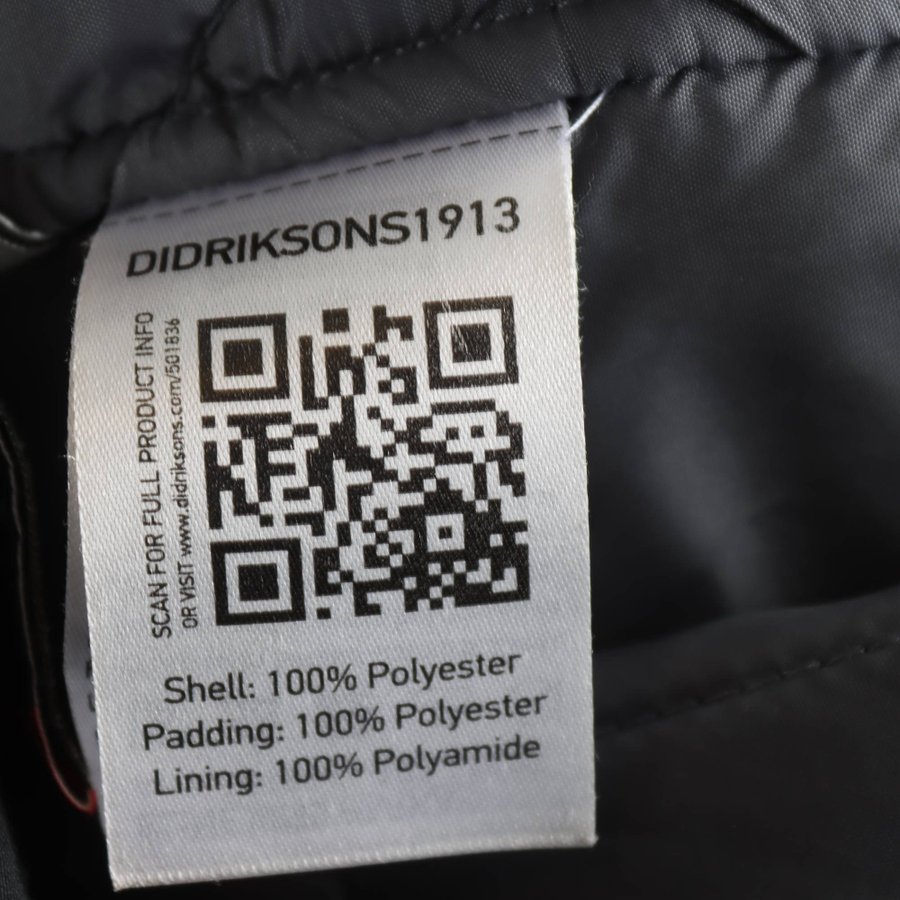 DIDRIKSONS1913
SCAN FOR FULL PRODUCT INFO
OR VISIT www.didriksons.com/501836
Shell: 100% Polyester
Padding: 100% Polyester
Lining: 100% Polyamide